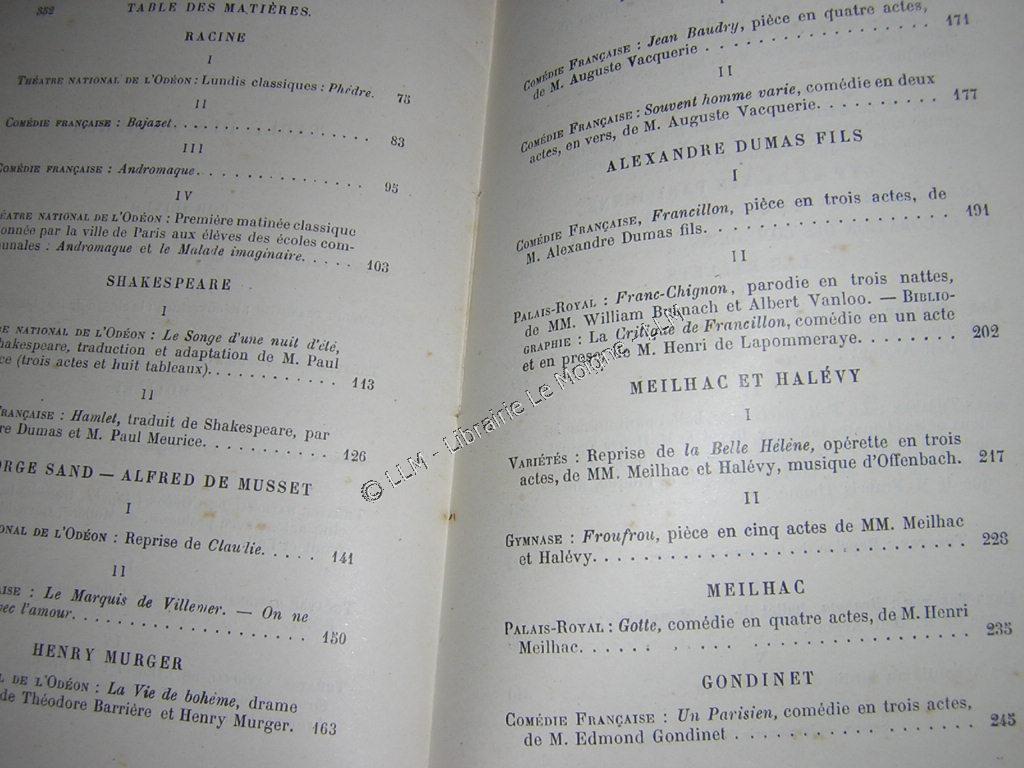 352 TABLE DES MATIÈRES.
RACINE
I
THÉATRE NATIONAL DE L'ODÉON : Lundis classiques : Phèdre. 75
II
COMÉDIE FRANÇAISE : Bajazet. 83
III
COMÉDIE FRANÇAISE : Andromaque. 95
IV
ÉATRE NATIONAL DE L'ODÉON : Première matinée classique
onnée par la ville de Paris aux élèves des écoles com-
unales : Andromaque et le Malade imaginaire. 103
SHAKESPEARE
I
RE NATIONAL DE L'ODÉON : Le Songe d'une nuit d'été,
hakespeare, traduction et adaptation de M. Paul
ce (trois actes et huit tableaux). 113
II
FRANÇAISE : Hamlet, traduit de Shakespeare, par
re Dumas et M. Paul Meurice. 126
ORGE SAND — ALFRED DE MUSSET
I
ONAL DE L'ODÉON : Reprise de Claudie. 141
II
AISE : Le Marquis de Villemer. — On ne
vec l'amour. 150
HENRY MURGER
L DE L'ODÉON : La Vie de bohème, drame
de Théodore Barrière et Henry Murger. 163
COMÉDIE FRANÇAISE : Jean Baudry, pièce en quatre actes,
de M. Auguste Vacquerie 171
II
COMÉDIE FRANÇAISE : Souvent homme varie, comédie en deux
actes, en vers, de M. Auguste Vacquerie. 177
ALEXANDRE DUMAS FILS
I
COMÉDIE FRANÇAISE, Francillon, pièce en trois actes, de
M. Alexandre Dumas fils. 191
II
PALAIS-ROYAL : Franc-Chignon, parodie en trois nattes,
de MM. William Busnach et Albert Vanloo. — BIBLIO-
GRAPHIE : La Critique de Francillon, comédie en un acte
et en prose, de M. Henri de Lapommeraye. 202
MEILHAC ET HALÉVY
I
VARIÉTÉS : Reprise de la Belle Hélène, opérette en trois
actes, de MM. Meilhac et Halévy, musique d'Offenbach. 217
II
GYMNASE : Froufrou, pièce en cinq actes de MM. Meilhac
et Halévy. 223
MEILHAC
PALAIS-ROYAL : Gotte, comédie en quatre actes, de M. Henri
Meilhac. 235
GONDINET
COMÉDIE FRANÇAISE : Un Parisien, comédie en trois actes,
de M. Edmond Gondinet 245
© LLM - Librairie Le Moigne - LLM